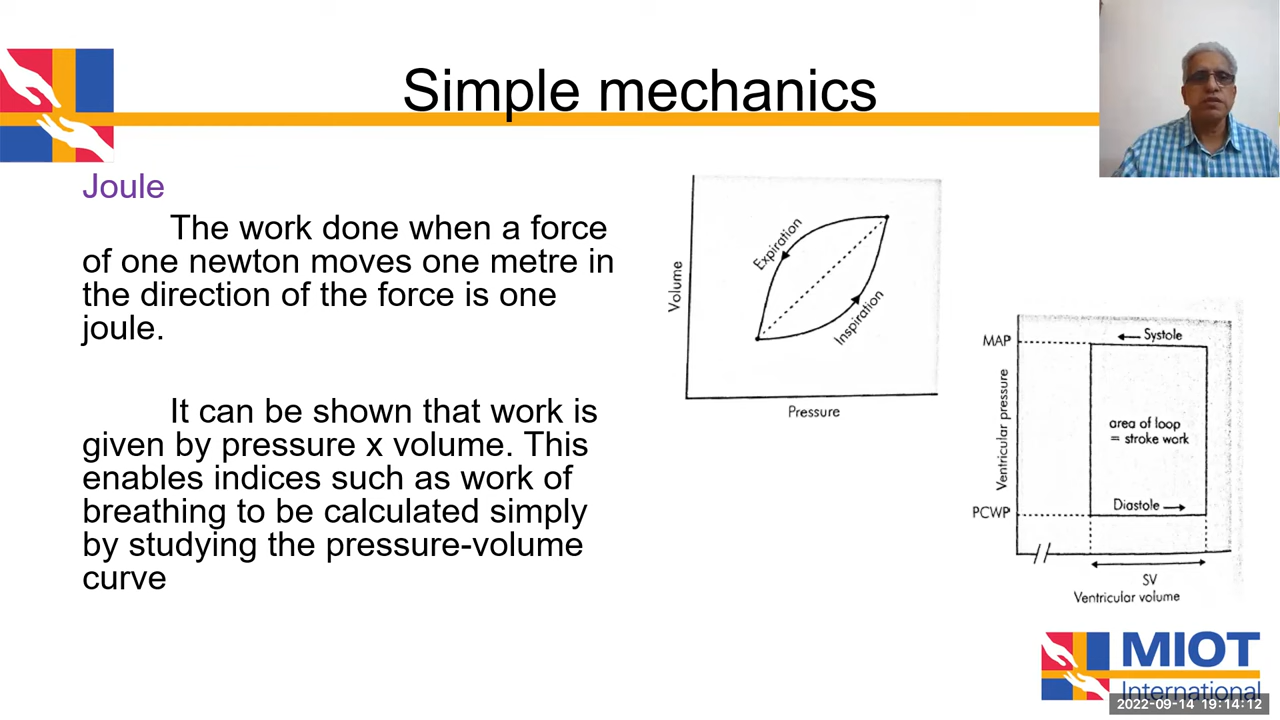 Simple mechanics
Joule
The work done when a force
of one newton moves one metre in
the direction of the force is one
joule.
It can be shown that work is
given by pressure x volume. This
enables indices such as work of
breathing to be calculated simply
by studying the pressure-volume
curve
Volume
Expiration
Inspiration
Pressure
MAP
Systole
Ventricular pressure
area of loop
= stroke work
Diastole
PCWP
SV
Ventricular volume
MIOT
International
2022-09-14 19:14:12